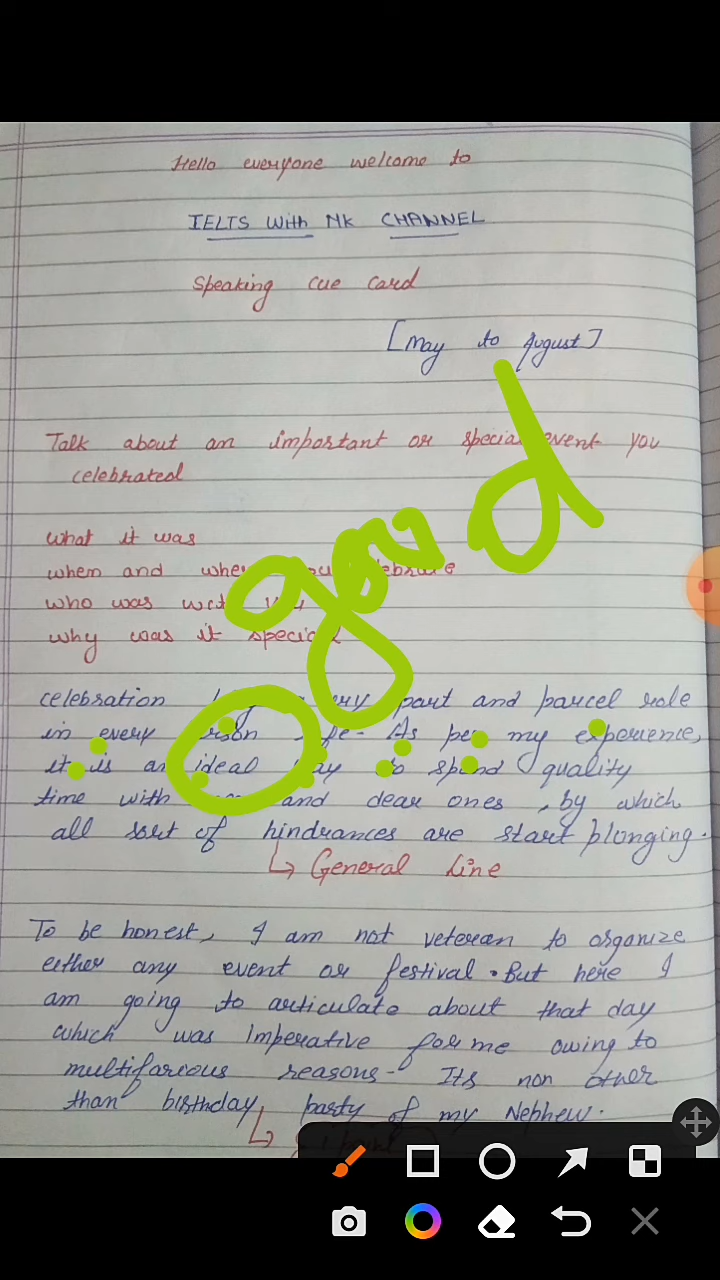 Hello everyone welcome to
IELTS With NK CHANNEL
Speaking cue card
[May to August]
Talk about an important or special event you
celebrated
good
what it was
when and
who was
why was it special
celebration part and parcel role
in every life - As per my experience,
it is an ideal to spend quality
time with and dear ones , by which
all sort of hindrances are start plonging.
↳ General Line
To be honest, I am not veteran to organize
either any event or festival. But here I
am going to articulate about that day
which was Imperative for me owing to
multifarious reasons - Its non other
than birthday party of my Nephew.